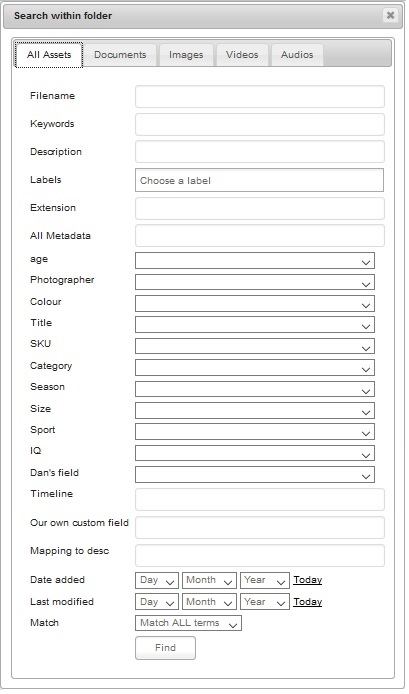 Search within folder
All Assets Documents Images Videos Audios
Filename
Keywords
Description
Labels Choose a label
Extension
All Metadata
age
Photographer
Colour
Title
SKU
Category
Season
Size
Sport
IQ
Dan's field
Timeline
Our own custom field
Mapping to desc
Date added Day Month Year Today
Last modified Day Month Year Today
Match Match ALL terms
Find